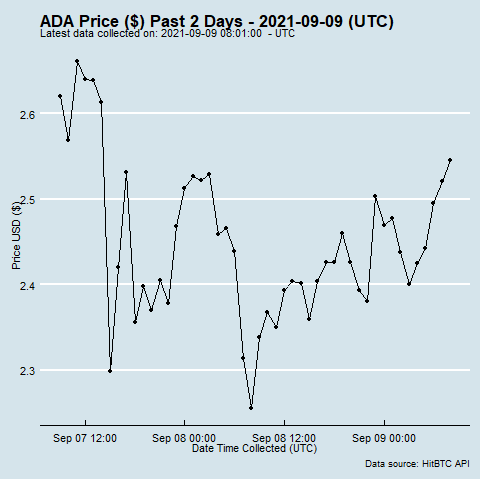 ADA Price ($) Past 2 Days - 2021-09-09 (UTC)
Latest data collected on: 2021-09-09 08:01:00 - UTC
Price USD ($)
2.6
2.5
2.4
2.3
Sep 07 12:00 Sep 08 00:00 Sep 08 12:00 Sep 09 00:00
Date Time Collected (UTC)
Data source: HitBTC API